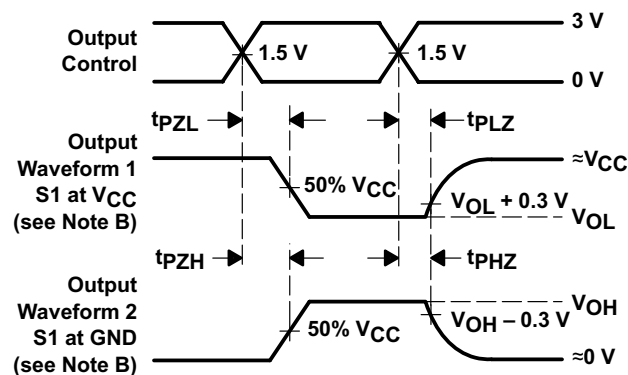 Output
Control
1.5 V
1.5 V
3 V
0 V
tPZL
tPLZ
Output
Waveform 1
S1 at VCC
(see Note B)
50% VCC
≈VCC
VOL + 0.3 V
VOL
tPZH
tPHZ
Output
Waveform 2
S1 at GND
(see Note B)
50% VCC
VOH
VOH – 0.3 V
≈0 V